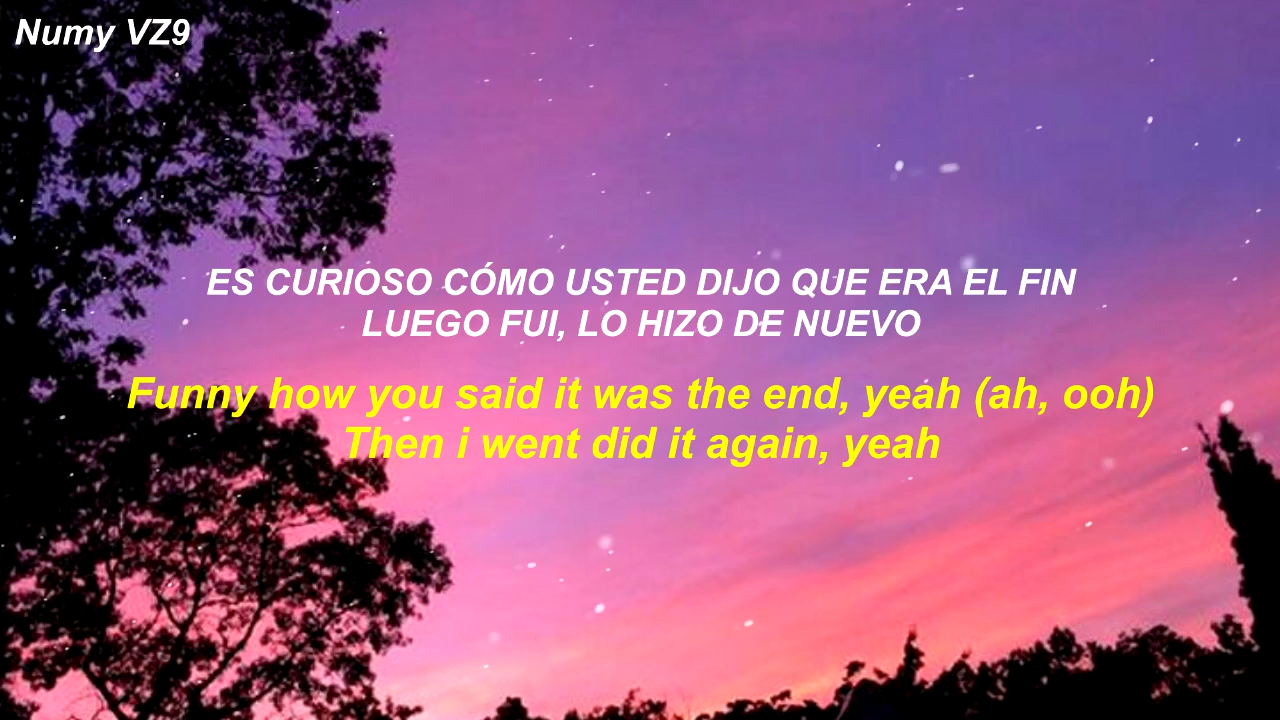 Numy VZ9
ES CURIOSO CÓMO USTED DIJO QUE ERA EL FIN
LUEGO FUI, LO HIZO DE NUEVO
Funny how you said it was the end, yeah (ah, ooh)
Then i went did it again, yeah